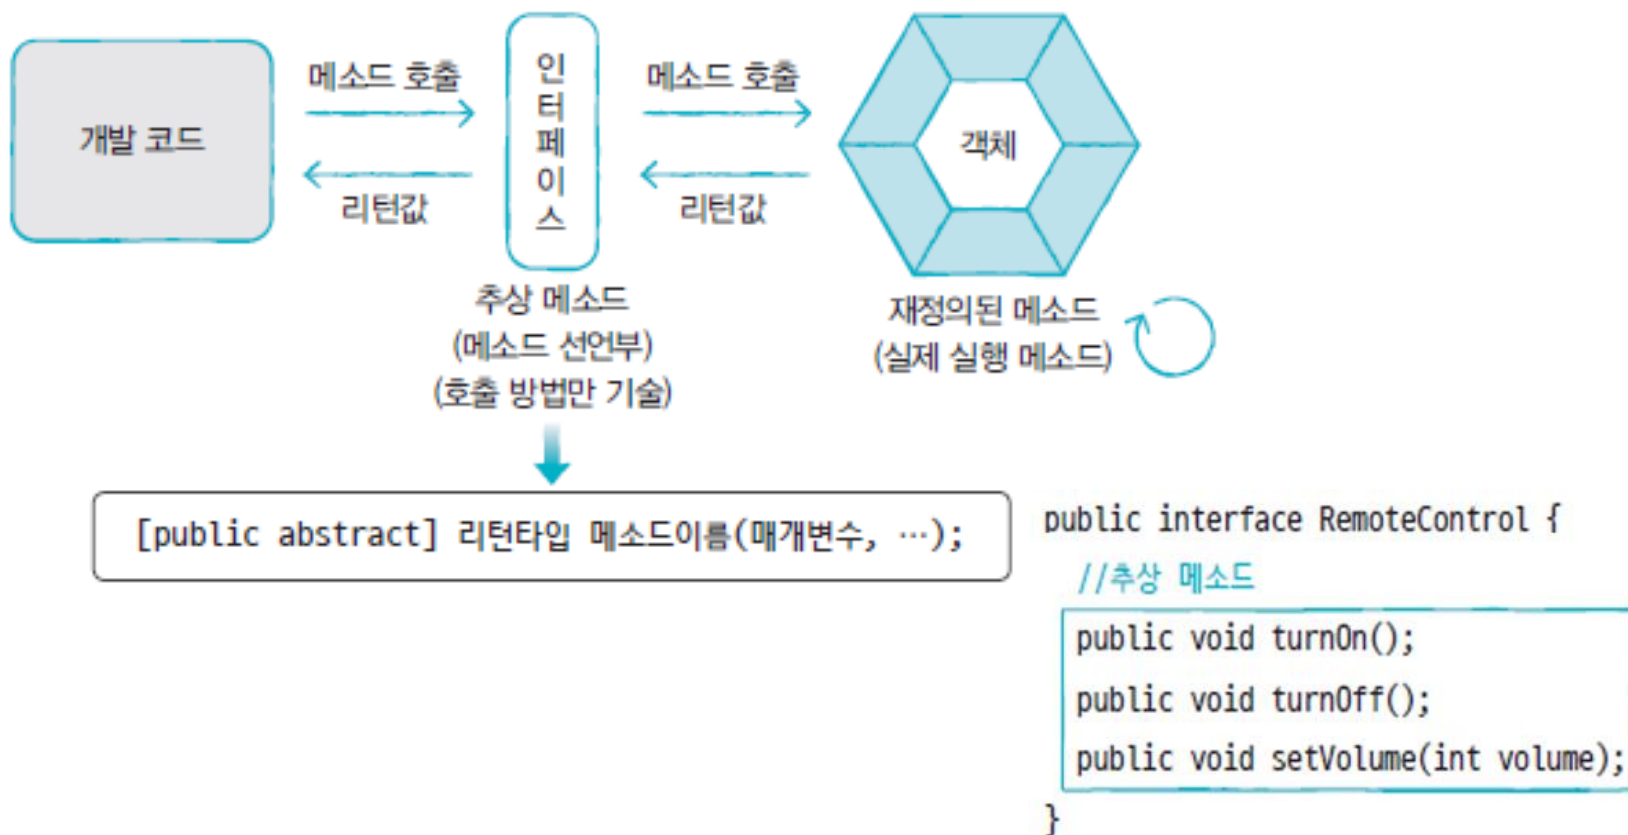 개발 코드
메소드 호출
리턴값
인터페이스
메소드 호출
리턴값
객체
추상 메소드
(메소드 선언부)
(호출 방법만 기술)
재정의된 메소드
(실제 실행 메소드)
[public abstract] 리턴타입 메소드이름(매개변수, …);
public interface RemoteControl {
//추상 메소드
public void turnOn();
public void turnOff();
public void setVolume(int volume);
}